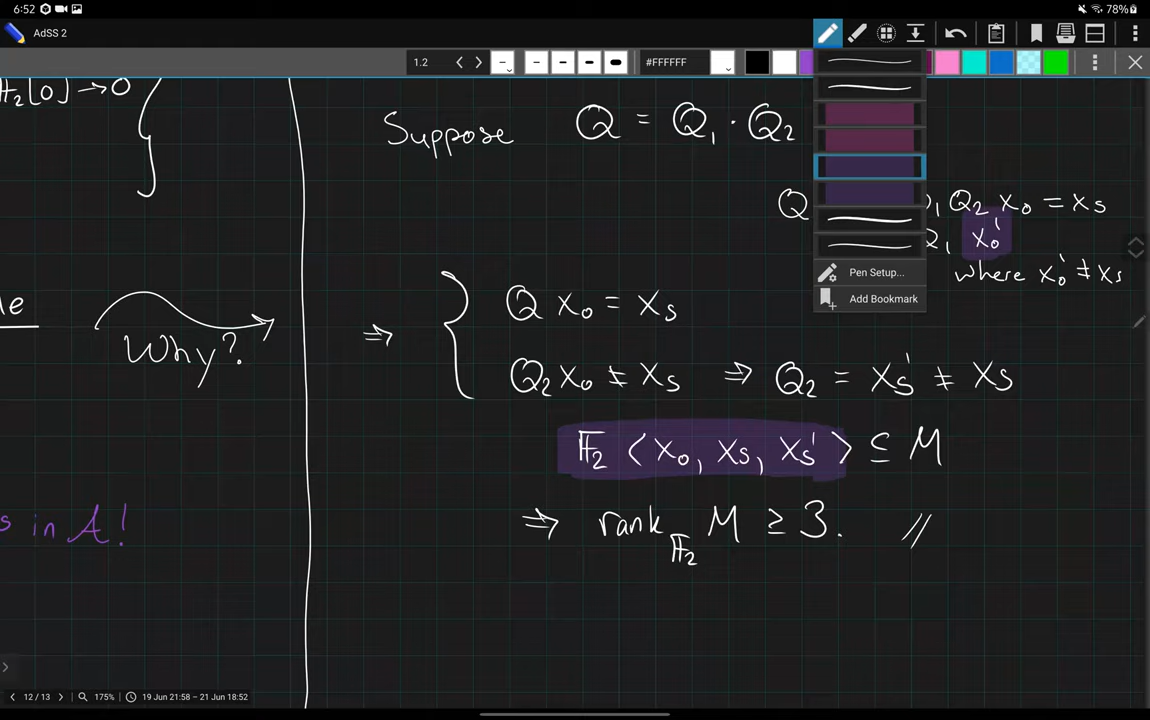 6:52
78%
AdSS 2
1.2
#FFFFFF
𝔽₂[0] → 0
Suppose Q = Q₁ · Q₂
Q
Q₂ x₀ = xₛ
x₀'
where x₀' ≠ xₛ
Pen Setup...
Add Bookmark
Why?
⇒ { Q x₀ = xₛ
Q₂ x₀ ≠ xₛ ⇒ Q₂ = xₛ' ≠ xₛ
𝔽₂ ⟨x₀, xₛ, xₛ'⟩ ⊆ M
s in A!
⇒ rank_𝔽₂ M ≥ 3. //
12 / 13
175%
19 Jun 21:58 – 21 Jun 18:52